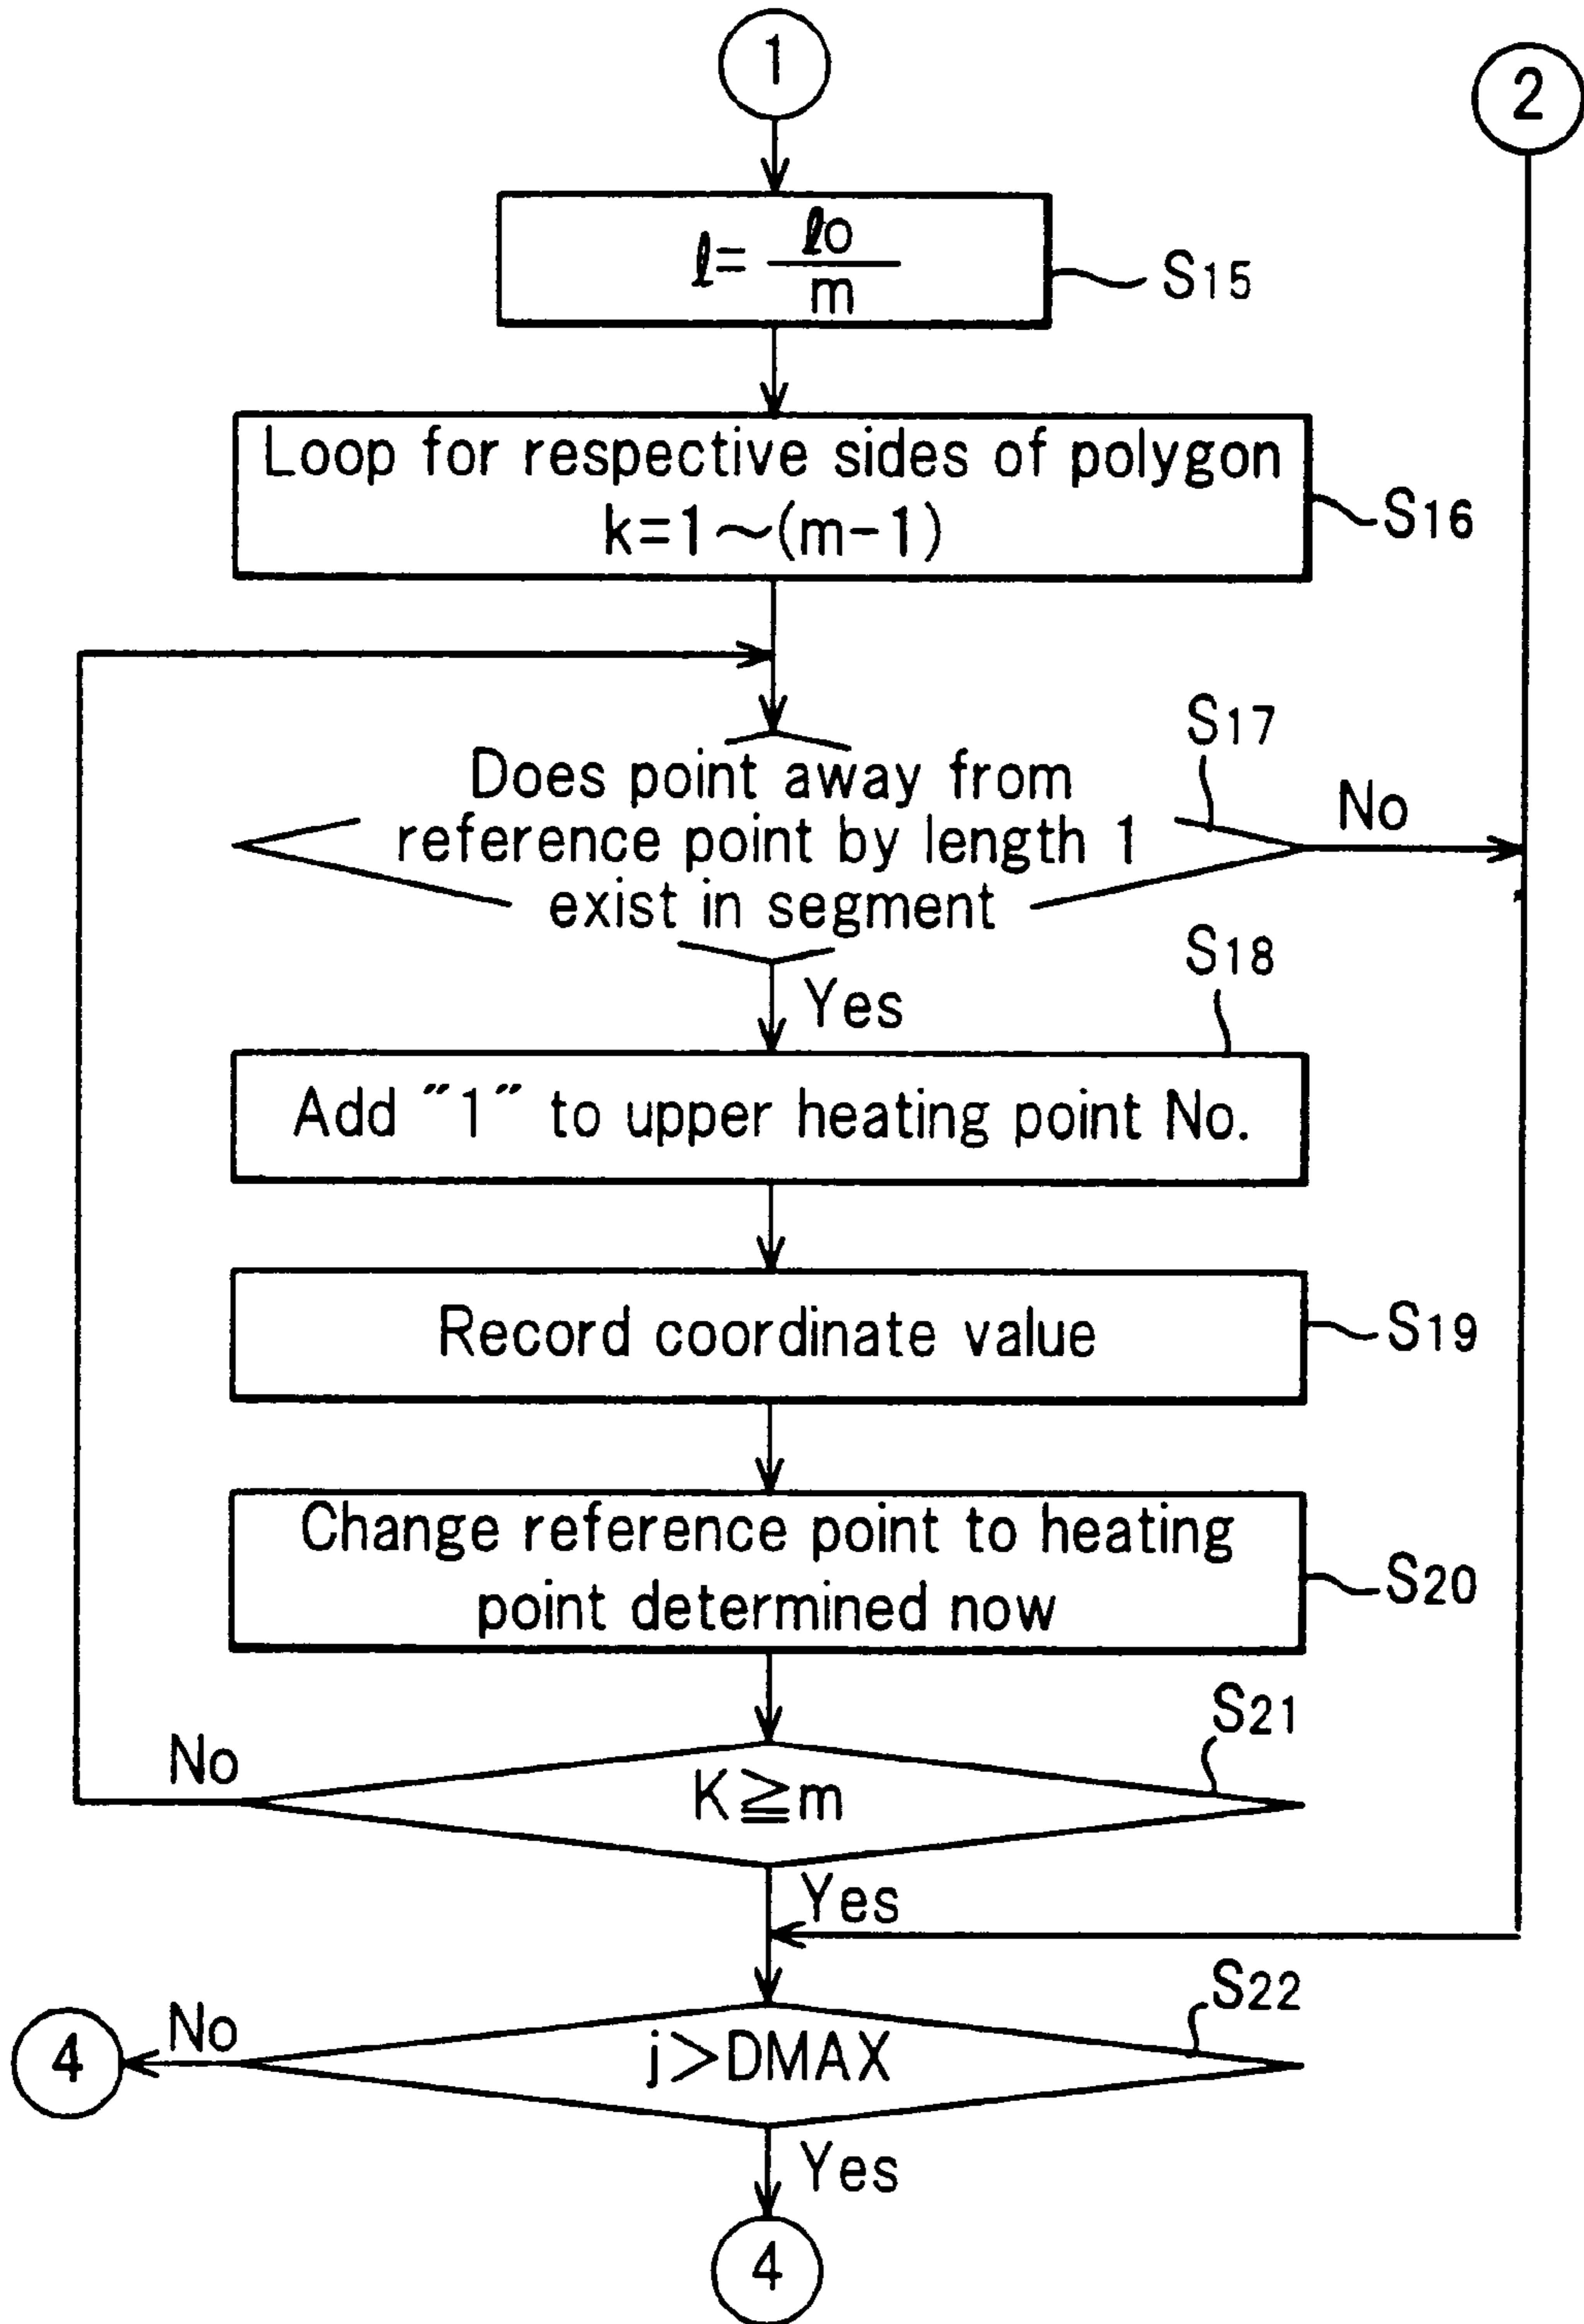 1
2
ℓ= ℓo
m
S15
Loop for respective sides of polygon
k=1~(m-1)
S16
S17
Does point away from
reference point by length 1
exist in segment
No
Yes
S18
Add "1" to upper heating point No.
Record coordinate value
S19
Change reference point to heating
point determined now
S20
S21
No
K≧m
Yes
S22
No
4
j>DMAX
Yes
4